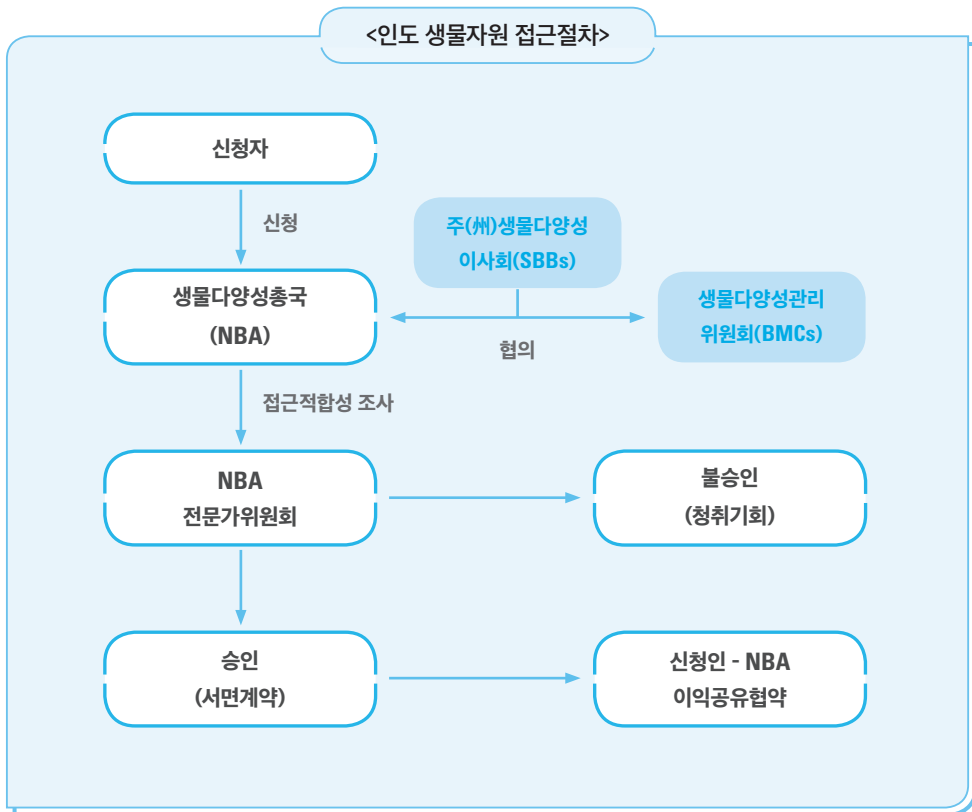 <인도 생물자원 접근절차>
신청자
신청
주(州)생물다양성
이사회(SBBs)
생물다양성총국
(NBA)
생물다양성관리
위원회(BMCs)
협의
접근적합성 조사
NBA
전문가위원회
불승인
(청취기회)
승인
(서면계약)
신청인 - NBA
이익공유협약